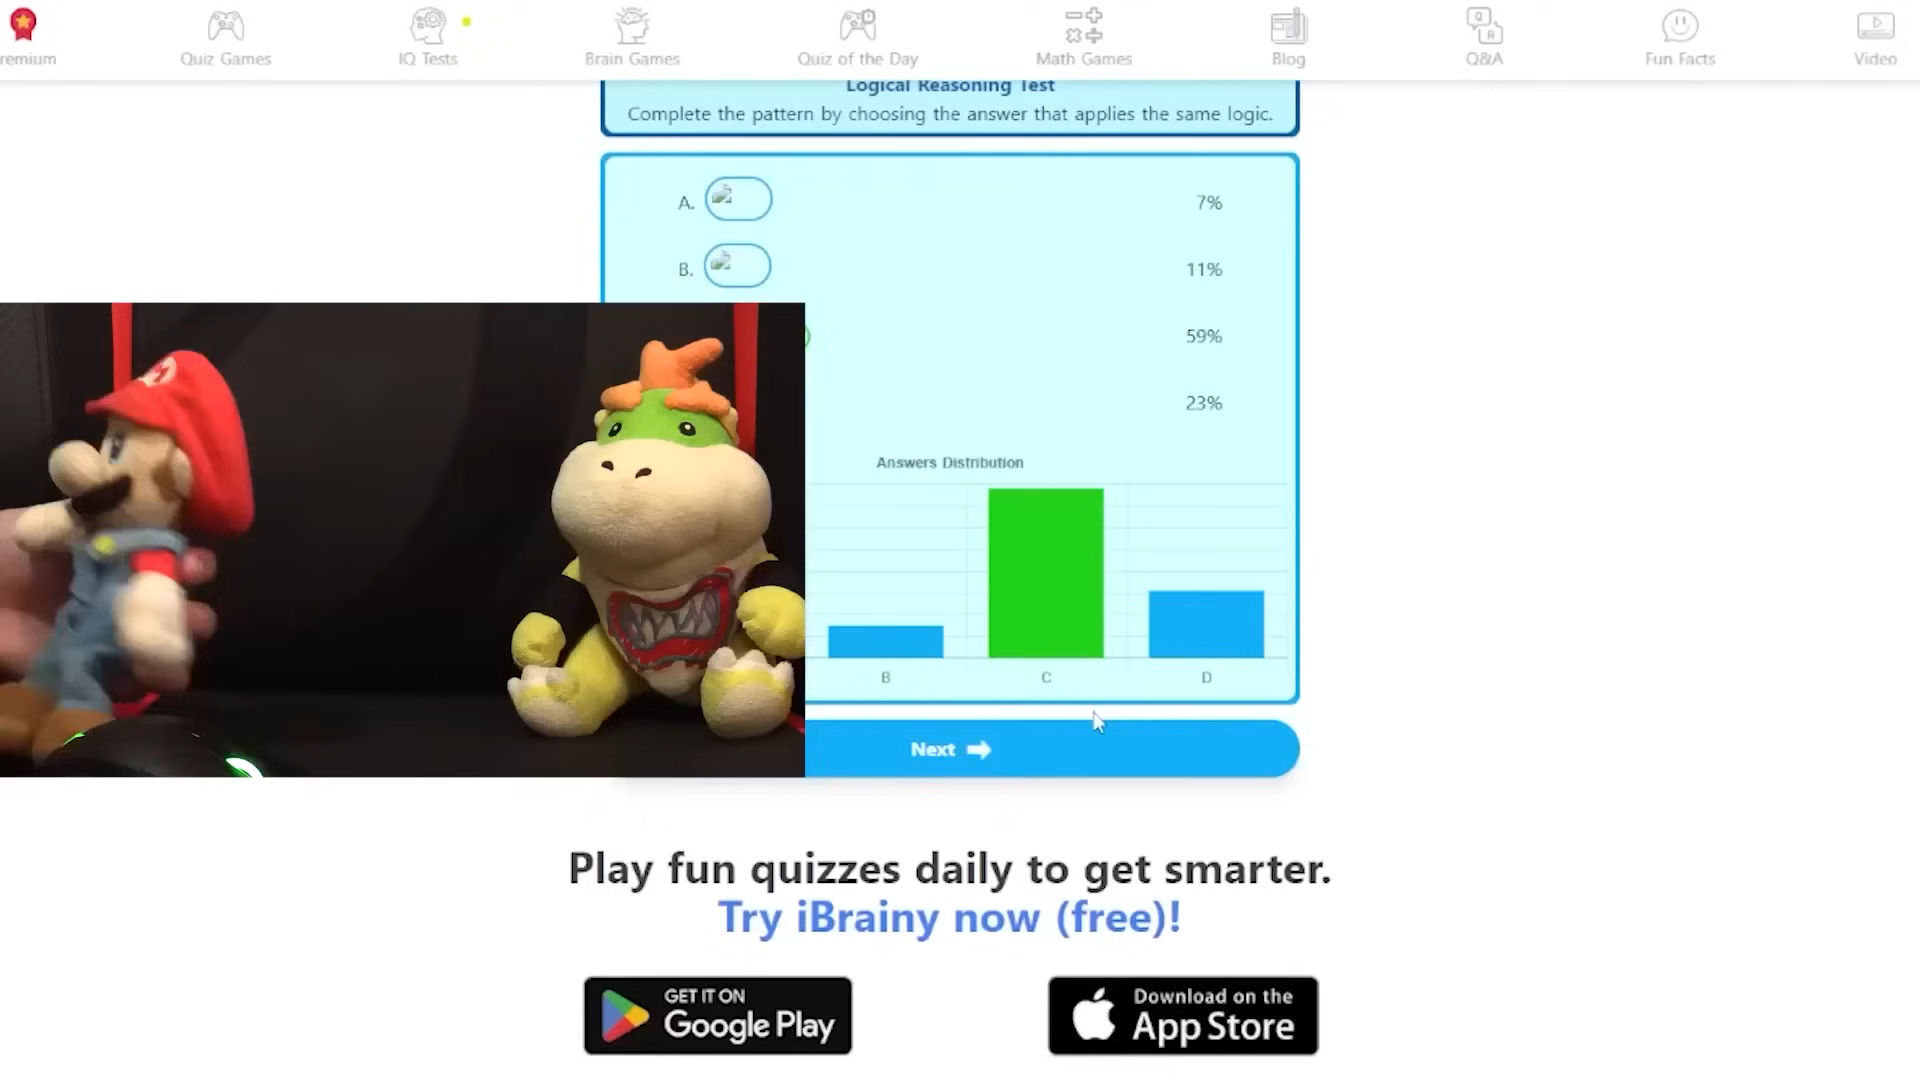 remium
Quiz Games
IQ Tests
Brain Games
Quiz of the Day
Math Games
Blog
Q&A
Fun Facts
Video
Logical Reasoning Test
Complete the pattern by choosing the answer that applies the same logic.
A. 7%
B. 11%
59%
23%
Answers Distribution
B C D
Next
Play fun quizzes daily to get smarter.
Try iBrainy now (free)!
GET IT ON
Google Play
Download on the
App Store